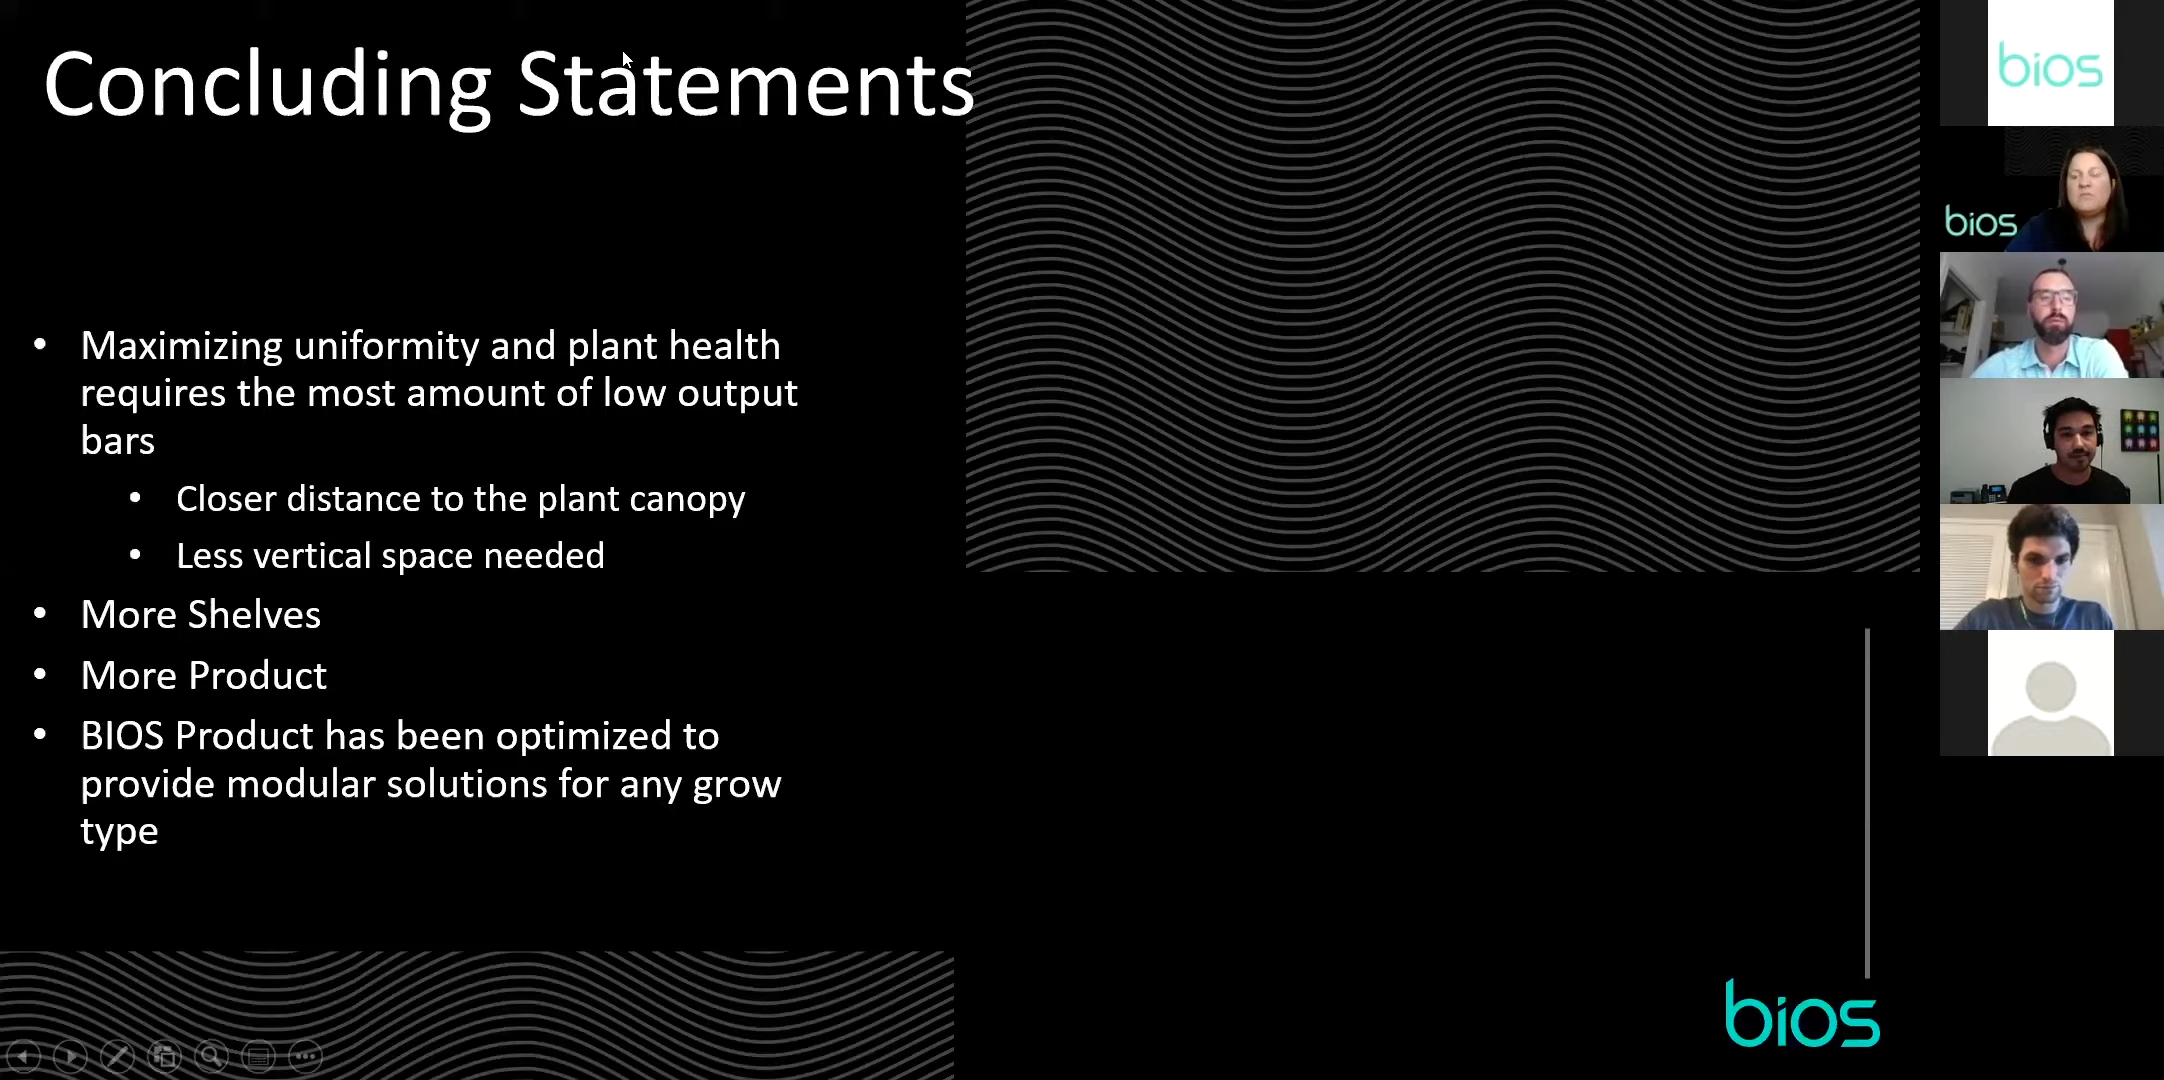 Concluding Statements
• Maximizing uniformity and plant health
requires the most amount of low output
bars
• Closer distance to the plant canopy
• Less vertical space needed
• More Shelves
• More Product
• BIOS Product has been optimized to
provide modular solutions for any grow
type
bios
bios
bios